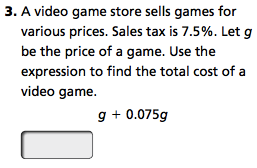 3. A video game store sells games for
various prices. Sales tax is 7.5%. Let g
be the price of a game. Use the
expression to find the total cost of a
video game.
g + 0.075g